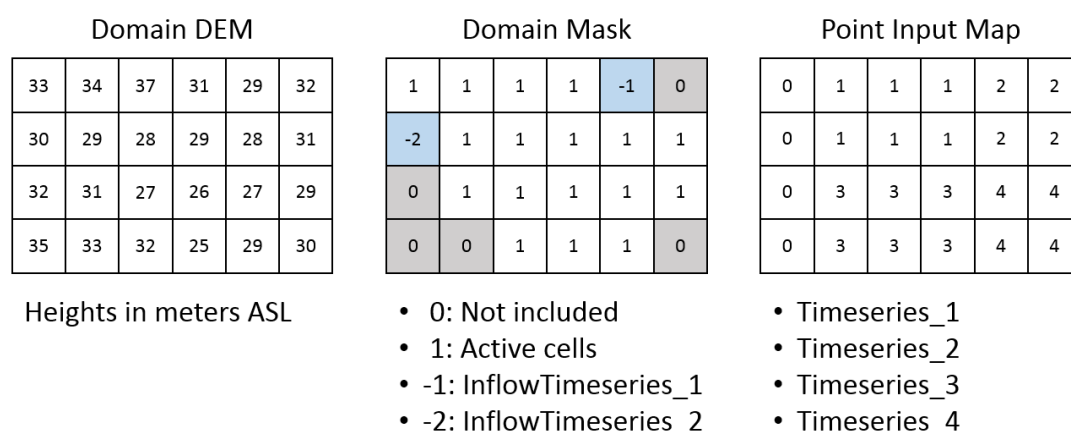 Domain DEM
33 34 37 31 29 32
30 29 28 29 28 31
32 31 27 26 27 29
35 33 32 25 29 30
Heights in meters ASL
Domain Mask
1 1 1 1 -1 0
-2 1 1 1 1 1
0 1 1 1 1 1
0 0 1 1 1 0
• 0: Not included
• 1: Active cells
• -1: InflowTimeseries_1
• -2: InflowTimeseries_2
Point Input Map
0 1 1 1 2 2
0 1 1 1 2 2
0 3 3 3 4 4
0 3 3 3 4 4
• Timeseries_1
• Timeseries_2
• Timeseries_3
• Timeseries_4